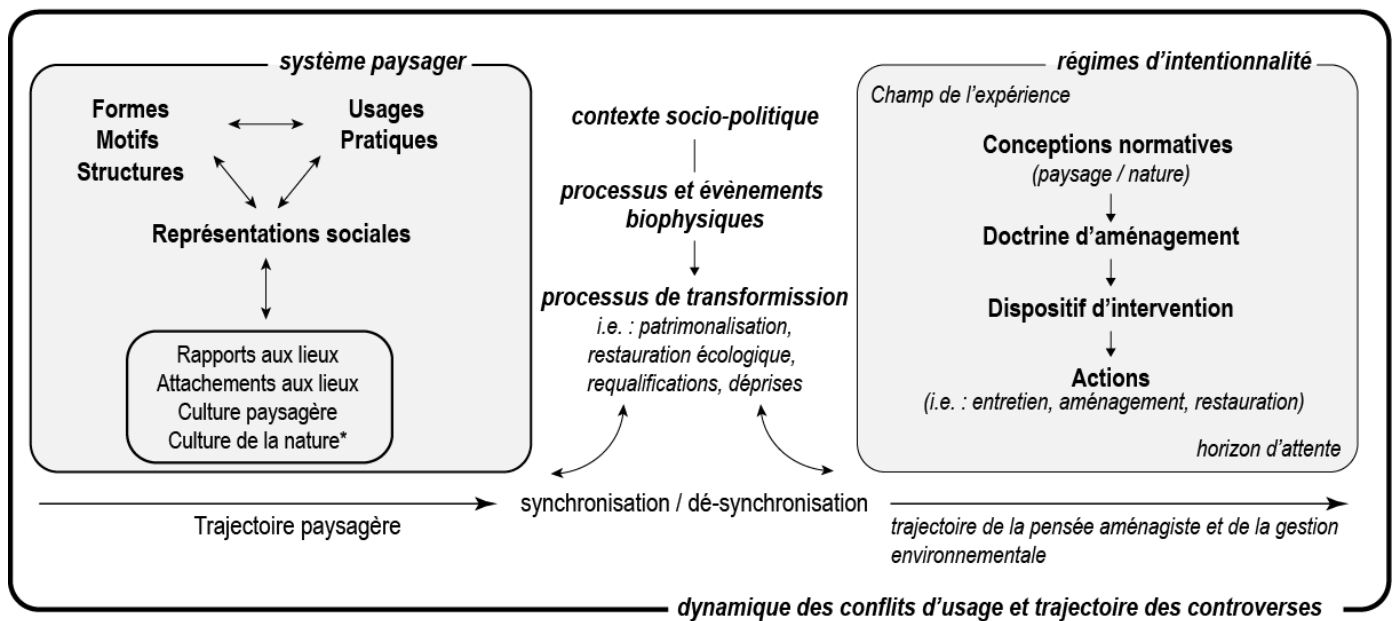 système paysager
Formes
Motifs
Structures
Usages
Pratiques
Représentations sociales
Rapports aux lieux
Attachements aux lieux
Culture paysagère
Culture de la nature*
Trajectoire paysagère
contexte socio-politique
processus et évènements
biophysiques
processus de transformission
i.e. : patrimonalisation,
restauration écologique,
requalifications, déprises
synchronisation / dé-synchronisation
régimes d’intentionnalité
Champ de l’expérience
Conceptions normatives
(paysage / nature)
Doctrine d’aménagement
Dispositif d’intervention
Actions
(i.e. : entretien, aménagement, restauration)
horizon d’attente
trajectoire de la pensée aménagiste et de la gestion
environnementale
dynamique des conflits d’usage et trajectoire des controverses